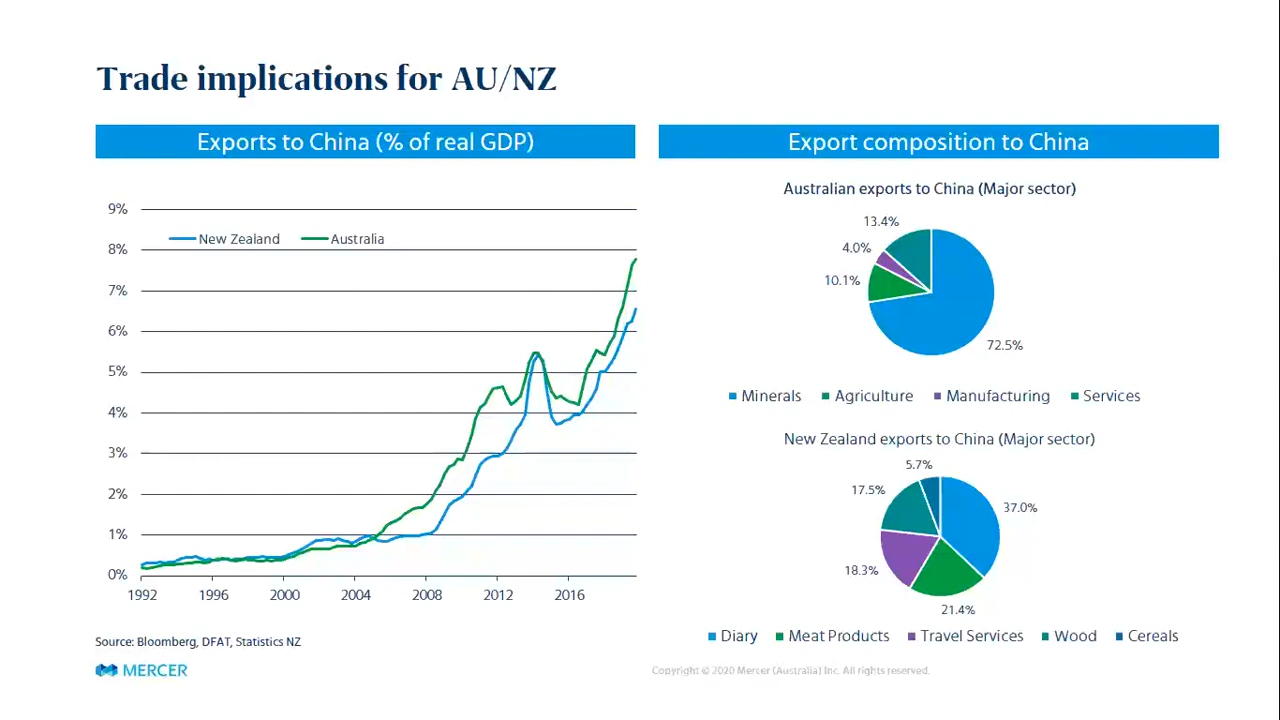 Trade implications for AU/NZ
Exports to China (% of real GDP)
9%
8%
7%
6%
5%
4%
3%
2%
1%
0%
New Zealand
Australia
1992 1996 2000 2004 2008 2012 2016
Source: Bloomberg, DFAT, Statistics NZ
MERCER
Export composition to China
Australian exports to China (Major sector)
13.4%
4.0%
10.1%
72.5%
Minerals Agriculture Manufacturing Services
New Zealand exports to China (Major sector)
5.7%
17.5%
37.0%
18.3%
21.4%
Diary Meat Products Travel Services Wood Cereals
Copyright © 2020 Mercer (Australia) Inc. All rights reserved.